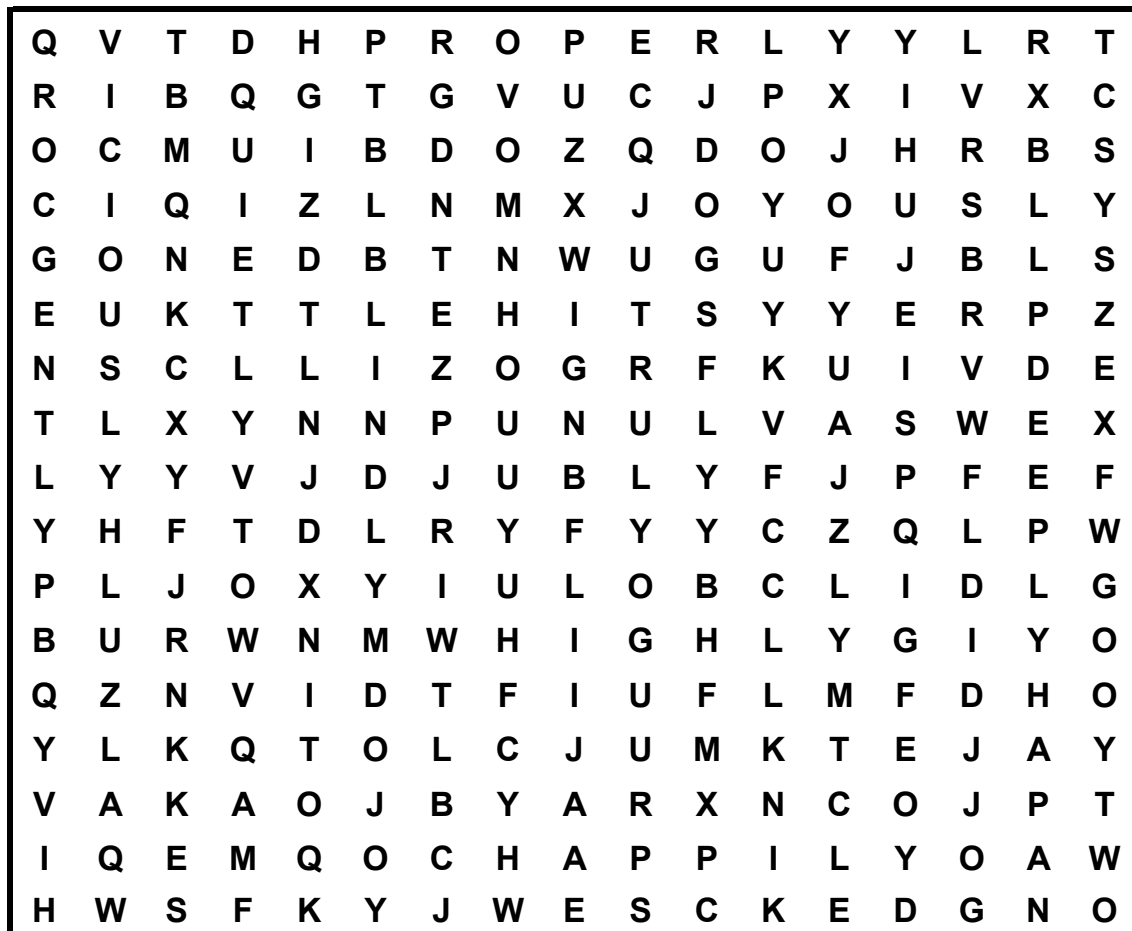 Q V T D H P R O P E R L Y Y L R T
R I B Q G T G V U C J P X I V X C
O C M U I B D O Z Q D O J H R B S
C I Q I Z L N M X J O Y O U S L Y
G O N E D B T N W U G U F J B L S
E U K T T L E H I T S Y Y E R P Z
N S C L L I Z O G R F K U I V D E
T L X Y N N P U N U L V A S W E X
L Y Y V J D J U B L Y F J P F E F
Y H F T D L R Y F Y Y C Z Q L P W
P L J O X Y I U L O B C L I D L G
B U R W N M W H I G H L Y G I Y O
Q Z N V I D T F I U F L M F D H O
Y L K Q T O L C J U M K T E J A Y
V A K A O J B Y A R X N C O J P T
I Q E M Q O C H A P P I L Y O A W
H W S F K Y J W E S C K E D G N O